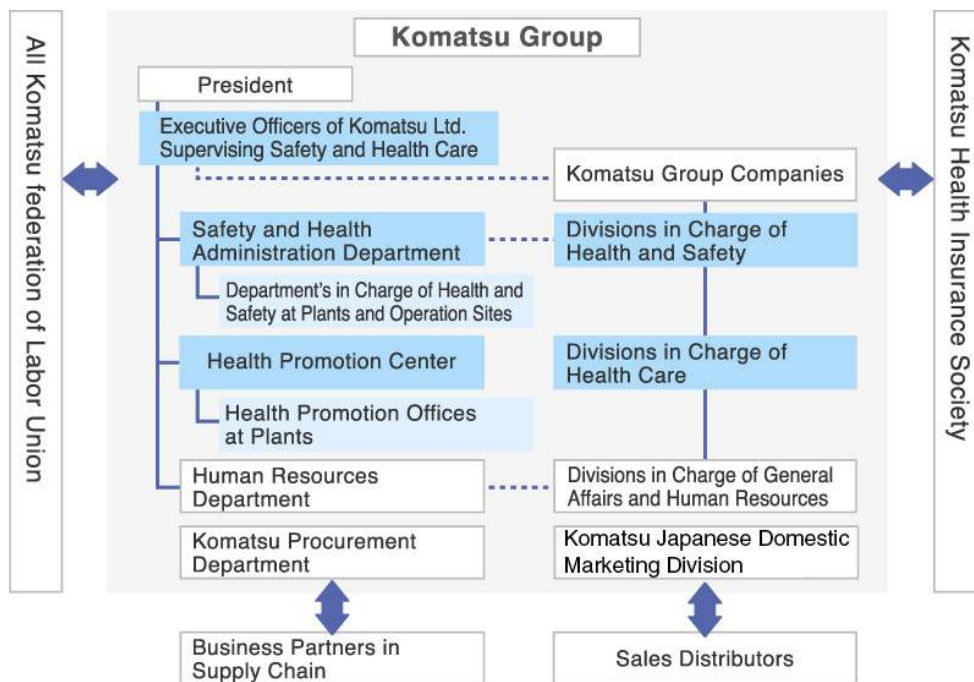 Komatsu Group
All Komatsu federation of Labor Union
Komatsu Health Insurance Society
President
Executive Officers of Komatsu Ltd.
Supervising Safety and Health Care
Komatsu Group Companies
Safety and Health
Administration Department
Divisions in Charge of
Health and Safety
Department's in Charge of Health and
Safety at Plants and Operation Sites
Health Promotion Center
Divisions in Charge of
Health Care
Health Promotion Offices
at Plants
Human Resources
Department
Divisions in Charge of General
Affairs and Human Resources
Komatsu Procurement
Department
Komatsu Japanese Domestic
Marketing Division
Business Partners in
Supply Chain
Sales Distributors